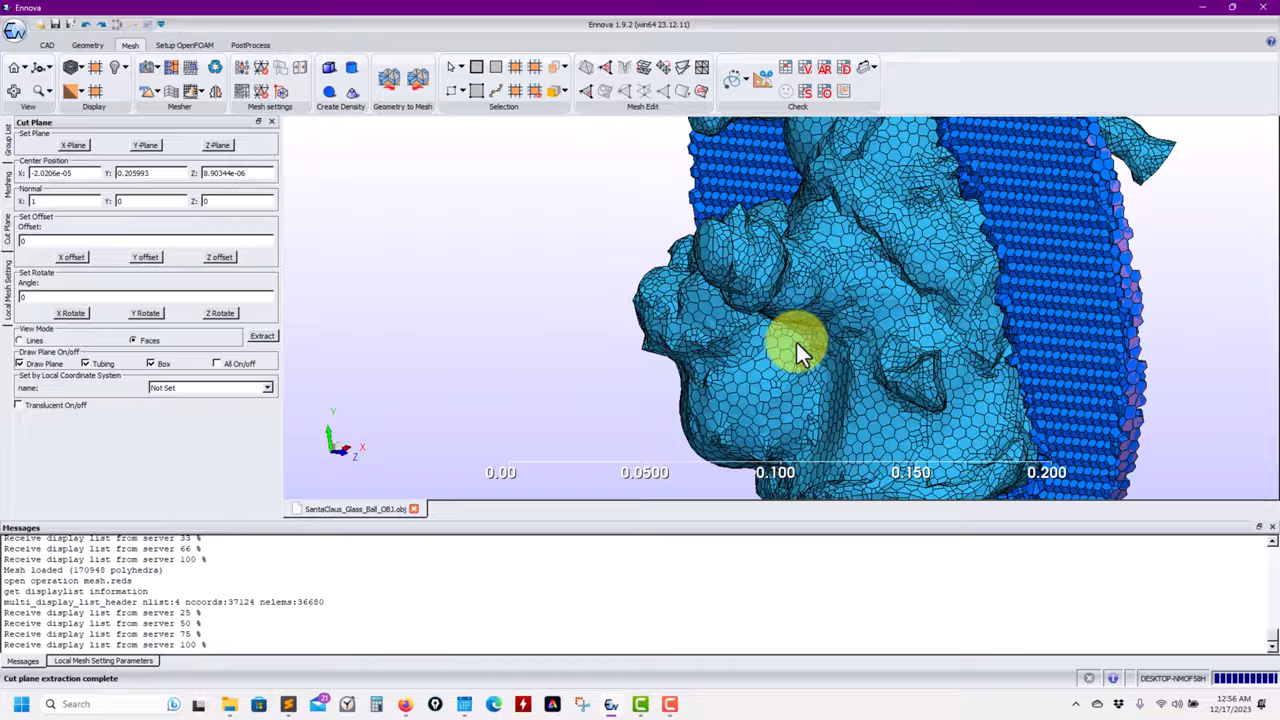 Ennova
Ennova 1.9.2 (win64 23.12.11)
CAD Geometry Mesh Setup OpenFOAM PostProcess
View Display Mesher Mesh settings Create Density Geometry to Mesh Selection Mesh Edit Check
Cut Plane
Set Plane
X-Plane Y-Plane Z-Plane
Center Position
X: -2.0206e-05 Y: 0.205993 Z: 8.90344e-06
Normal
X: 1 Y: 0 Z: 0
Set Offset
Offset:
0
X offset Y offset Z offset
Set Rotate
Angle:
0
X Rotate Y Rotate Z Rotate
View Mode
Lines Faces Extract
Draw Plane On/off
Draw Plane Tubing Box All On/off
Set by Local Coordinate System
name: Not Set
Translucent On/off
Group List
Meshing
Cut Plane
Local Mesh Setting
Y
X
Z
0.00 0.0500 0.100 0.150 0.200
SantaClaus_Glass_Ball_OBJ.obj
Messages
Receive display list from server 33 %
Receive display list from server 66 %
Receive display list from server 100 %
Mesh loaded (170948 polyhedra)
open operation mesh.reds
get displaylist information
multi_display_list_header nlist:4 ncoords:37124 nelems:36680
Receive display list from server 25 %
Receive display list from server 50 %
Receive display list from server 75 %
Receive display list from server 100 %
Messages Local Mesh Setting Parameters
Cut plane extraction complete
DESKTOP-NMOF58H
Search
21
12:56 AM
12/17/2023